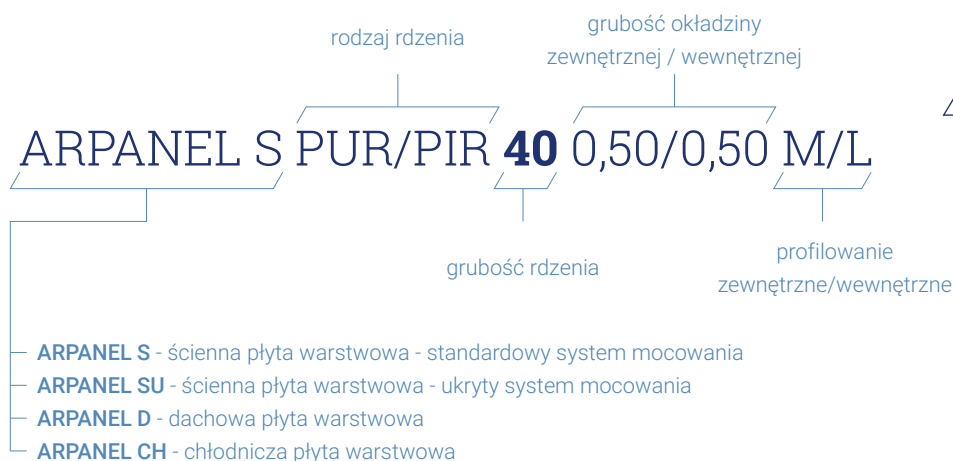 rodzaj rdzenia
grubość okładziny
zewnętrznej / wewnętrznej
ARPANEL S PUR/PIR 40 0,50/0,50 M/L
grubość rdzenia
profilowanie
zewnętrzne/wewnętrzne
ARPANEL S - ścienna płyta warstwowa - standardowy system mocowania
ARPANEL SU - ścienna płyta warstwowa - ukryty system mocowania
ARPANEL D - dachowa płyta warstwowa
ARPANEL CH - chłodnicza płyta warstwowa